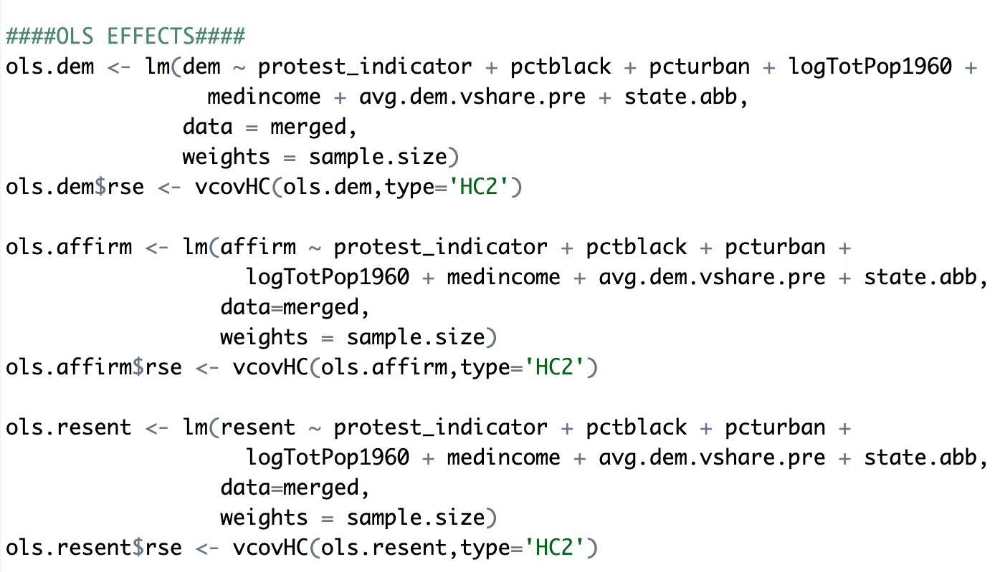 ####OLS EFFECTS####
ols.dem <- lm(dem ~ protest_indicator + pctblack + pcturban + logTotPop1960 +
                medincome + avg.dem.vshare.pre + state.abb,
              data = merged,
              weights = sample.size)
ols.dem$rse <- vcovHC(ols.dem,type='HC2')

ols.affirm <- lm(affirm ~ protest_indicator + pctblack + pcturban +
                   logTotPop1960 + medincome + avg.dem.vshare.pre + state.abb,
                 data=merged,
                 weights = sample.size)
ols.affirm$rse <- vcovHC(ols.affirm,type='HC2')

ols.resent <- lm(resent ~ protest_indicator + pctblack + pcturban +
                   logTotPop1960 + medincome + avg.dem.vshare.pre + state.abb,
                 data=merged,
                 weights = sample.size)
ols.resent$rse <- vcovHC(ols.resent,type='HC2')